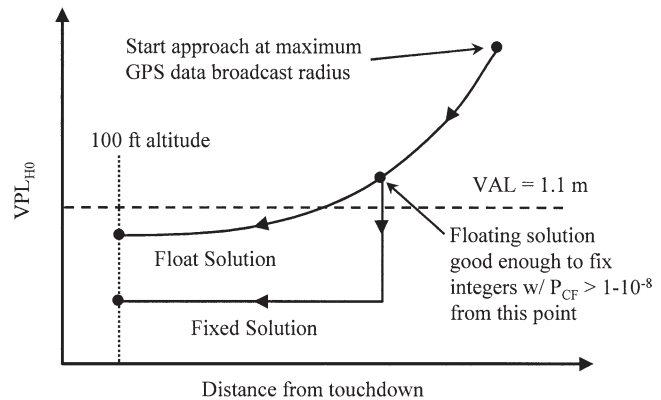 Start approach at maximum
GPS data broadcast radius
100 ft altitude
VPL_H0
VAL = 1.1 m
Float Solution
Floating solution
good enough to fix
integers w/ P_CF > 1-10^-8
from this point
Fixed Solution
Distance from touchdown